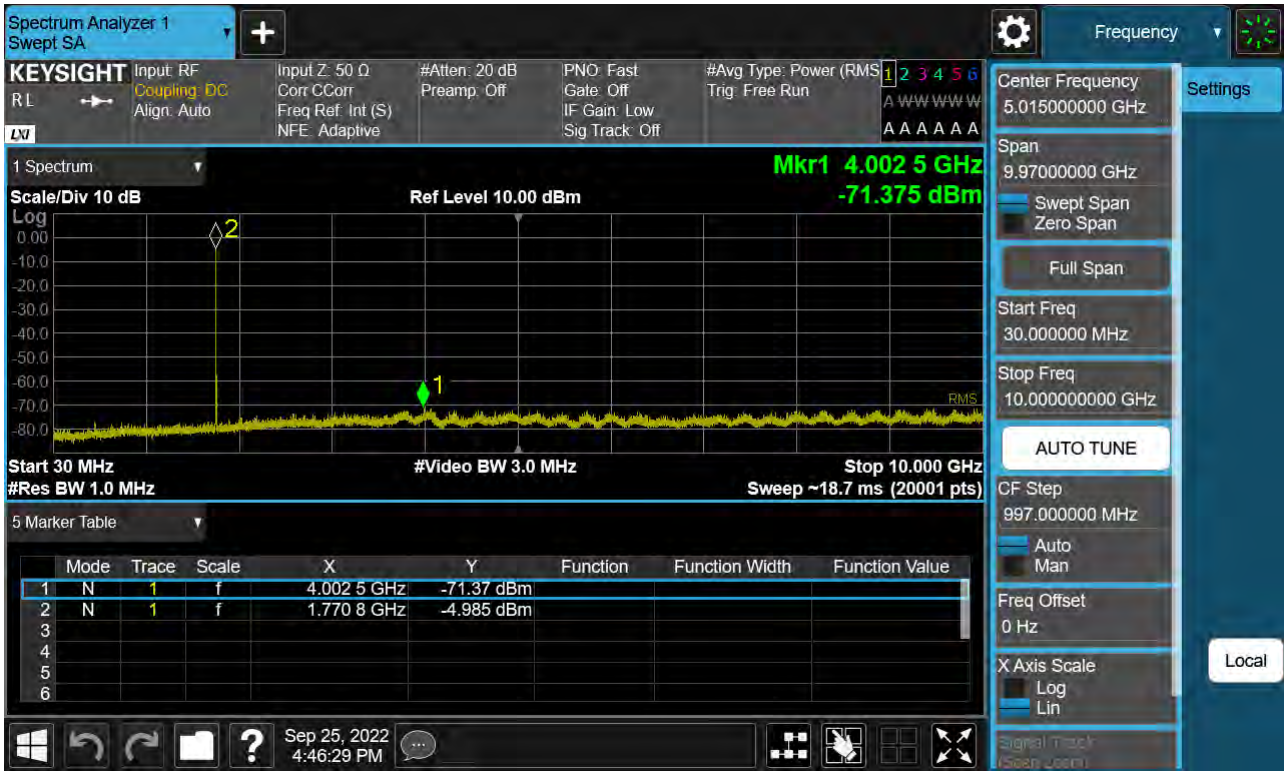 Spectrum Analyzer 1
Swept SA
+
Frequency
KEYSIGHT
RL
LXI
Input: RF
Coupling: DC
Align: Auto
Input Z: 50 Ω
Corr CCorr
Freq Ref: Int (S)
NFE: Adaptive
#Atten: 20 dB
Preamp: Off
PNO: Fast
Gate: Off
IF Gain: Low
Sig Track: Off
#Avg Type: Power (RMS
Trig: Free Run
1 2 3 4 5 6
A W W W W W
A A A A A A
1 Spectrum
Mkr1 4.002 5 GHz
Scale/Div 10 dB
Ref Level 10.00 dBm
-71.375 dBm
Log
0.00
-10.0
-20.0
-30.0
-40.0
-50.0
-60.0
-70.0
-80.0
2
1
RMS
Start 30 MHz
#Video BW 3.0 MHz
Stop 10.000 GHz
#Res BW 1.0 MHz
Sweep ~18.7 ms (20001 pts)
5 Marker Table
Mode Trace Scale X Y Function Function Width Function Value
1 N 1 f 4.002 5 GHz -71.37 dBm
2 N 1 f 1.770 8 GHz -4.985 dBm
3
4
5
6
?
Sep 25, 2022
4:46:29 PM
Center Frequency
5.015000000 GHz
Settings
Span
9.97000000 GHz
Swept Span
Zero Span
Full Span
Start Freq
30.000000 MHz
Stop Freq
10.000000000 GHz
AUTO TUNE
CF Step
997.000000 MHz
Auto
Man
Freq Offset
0 Hz
X Axis Scale
Log
Lin
Local
Signal Track
(Span Zoom)